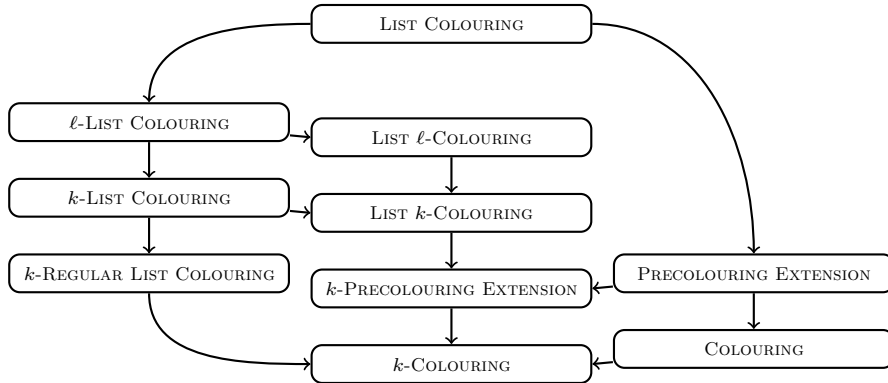 LIST COLOURING
ℓ-LIST COLOURING
LIST ℓ-COLOURING
k-LIST COLOURING
LIST k-COLOURING
k-REGULAR LIST COLOURING
k-PRECOLOURING EXTENSION
PRECOLOURING EXTENSION
COLOURING
k-COLOURING